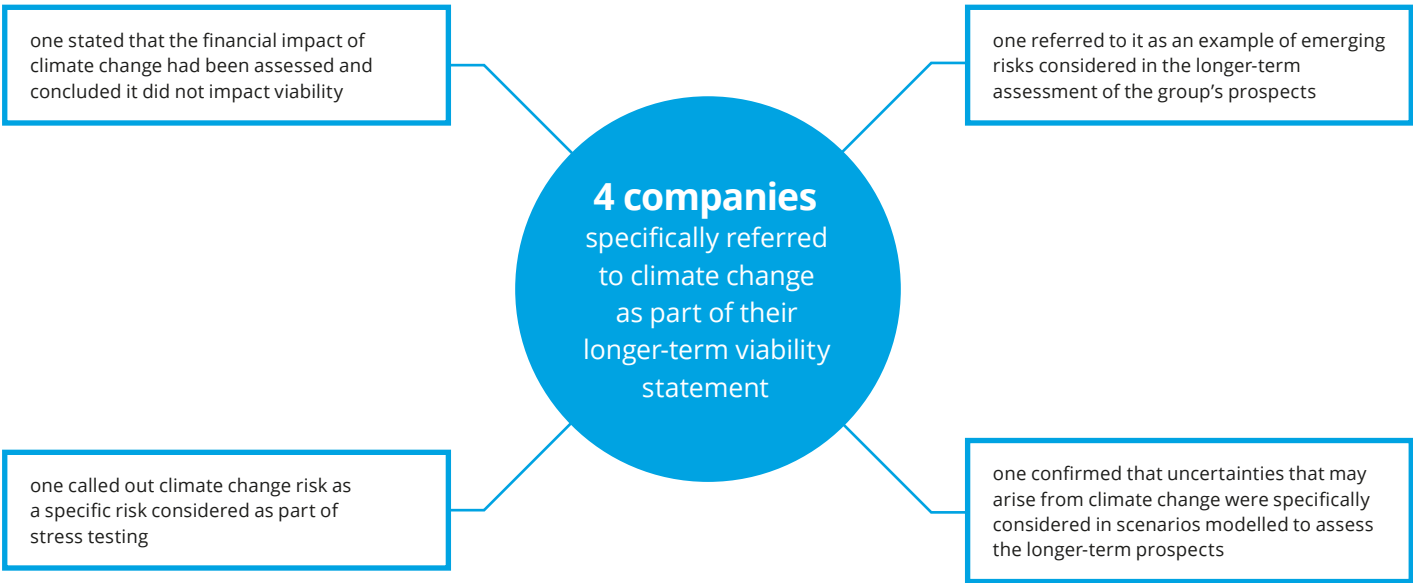 one stated that the financial impact of
climate change had been assessed and
concluded it did not impact viability
one referred to it as an example of emerging
risks considered in the longer-term
assessment of the group’s prospects
4 companies
specifically referred
to climate change
as part of their
longer-term viability
statement
one called out climate change risk as
a specific risk considered as part of
stress testing
one confirmed that uncertainties that may
arise from climate change were specifically
considered in scenarios modelled to assess
the longer-term prospects